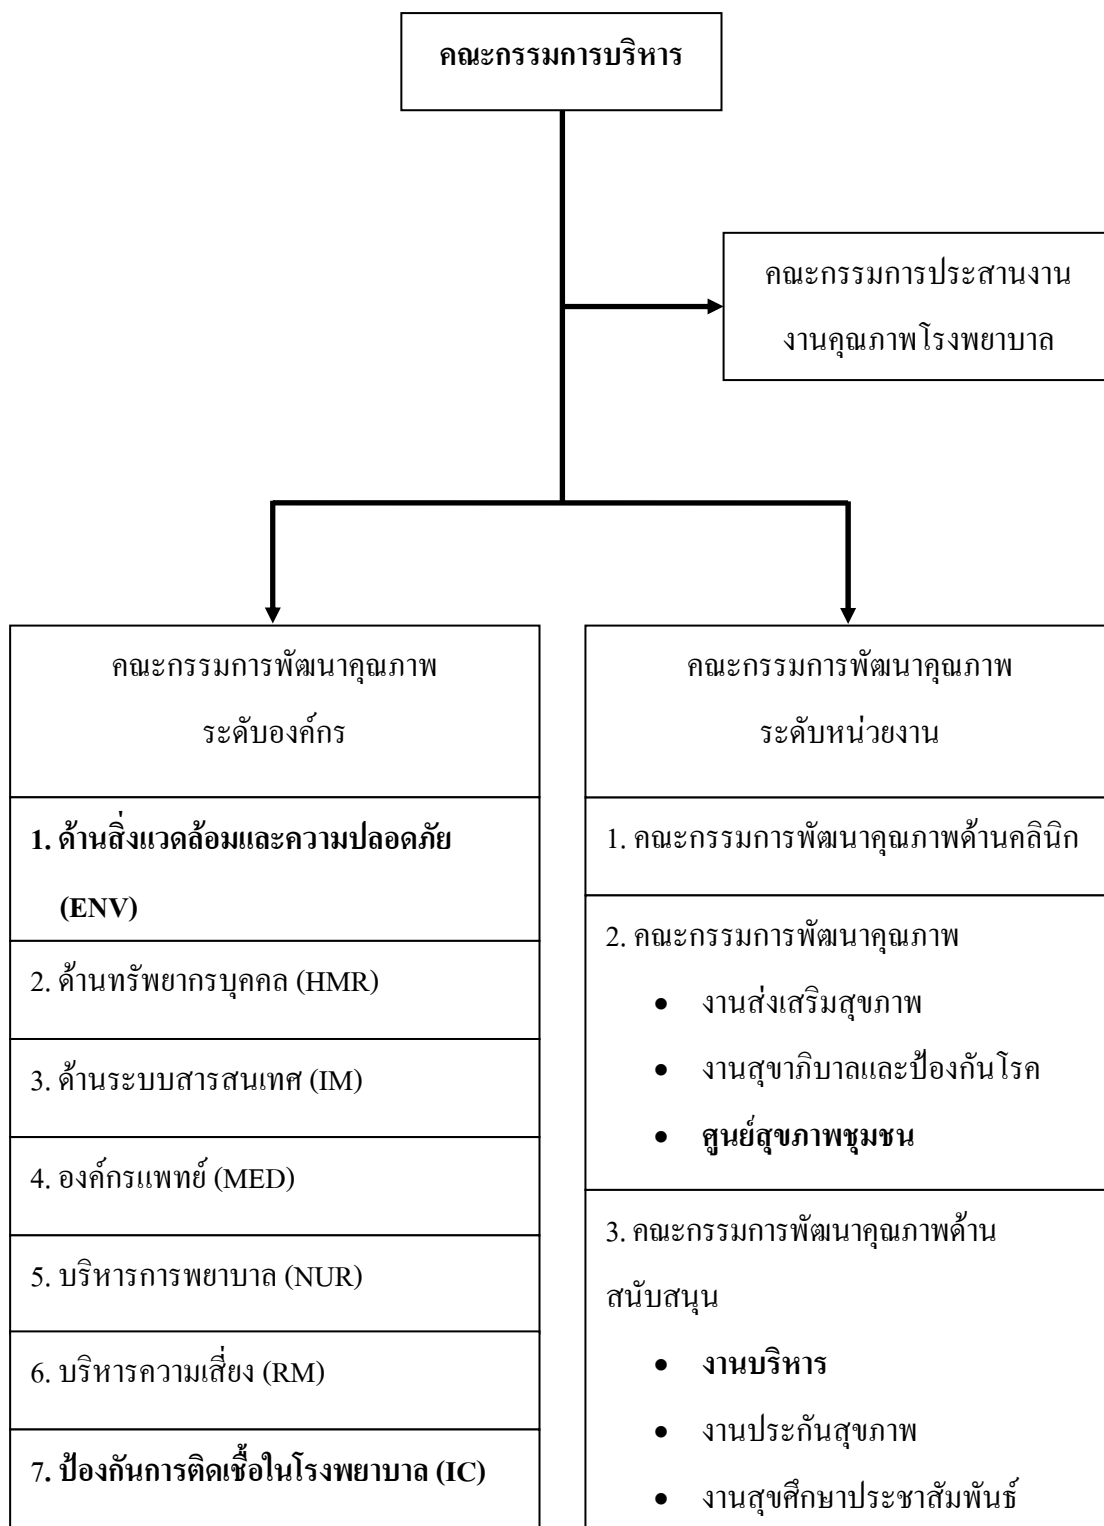 คณะกรรมการบริหาร
คณะกรรมการประสานงาน
งานคุณภาพโรงพยาบาล
คณะกรรมการพัฒนาคุณภาพ
ระดับองค์กร
1. ด้านสิ่งแวดล้อมและความปลอดภัย
(ENV)
2. ด้านทรัพยากรบุคคล (HMR)
3. ด้านระบบสารสนเทศ (IM)
4. องค์กรแพทย์ (MED)
5. บริหารการพยาบาล (NUR)
6. บริหารความเสี่ยง (RM)
7. ป้องกันการติดเชื้อในโรงพยาบาล (IC)
คณะกรรมการพัฒนาคุณภาพ
ระดับหน่วยงาน
1. คณะกรรมการพัฒนาคุณภาพด้านคลินิก
2. คณะกรรมการพัฒนาคุณภาพ
• งานส่งเสริมสุขภาพ
• งานสุขาภิบาลและป้องกันโรค
• ศูนย์สุขภาพชุมชน
3. คณะกรรมการพัฒนาคุณภาพด้าน
สนับสนุน
• งานบริหาร
• งานประกันสุขภาพ
• งานสุขศึกษาประชาสัมพันธ์